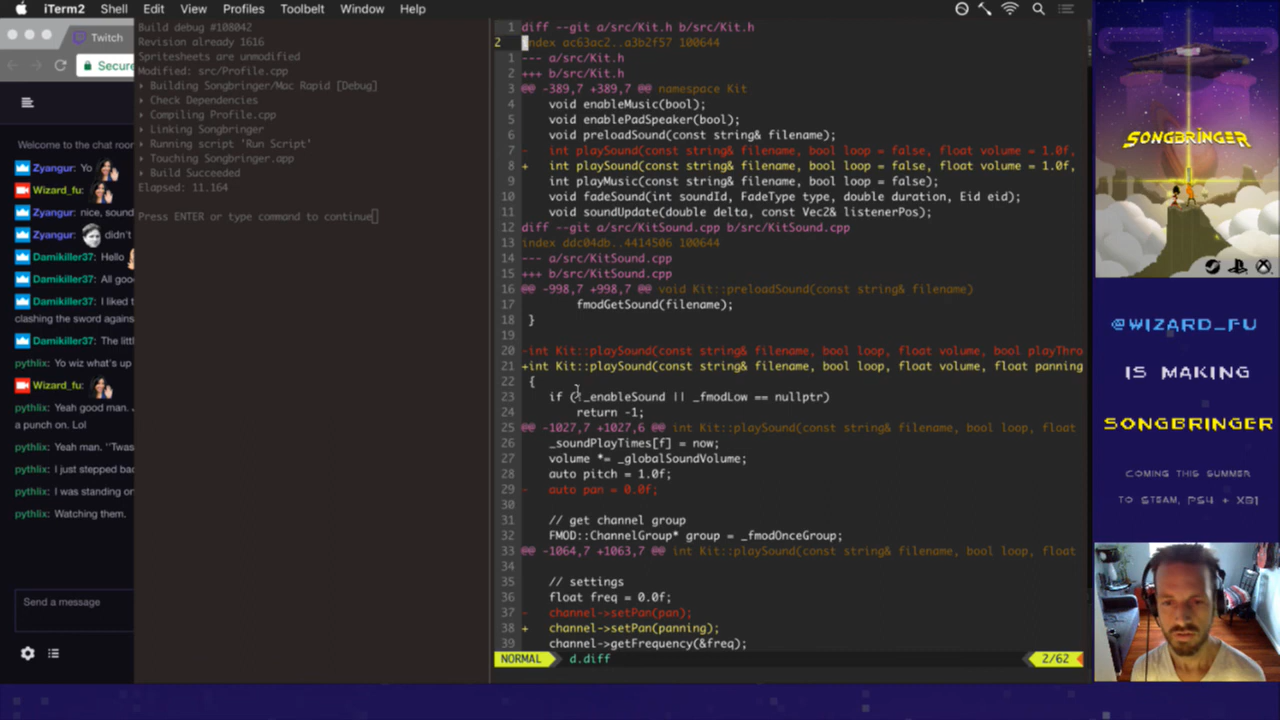 iTerm2 Shell Edit View Profiles Toolbelt Window Help
Twitch
Secure
Welcome to the chat room
Zyangur: Yo
Wizard_fu:
Zyangur: nice, sound
Zyangur: didn't
Damikiller37: Hello
Damikiller37: All good
Damikiller37: I liked t
clashing the sword against
Damikiller37: The littl
pythlix: Yo wiz what's up
Wizard_fu:
pythlix: Yeah good man.
a punch on. Lol
pythlix: Yeah man. "Twas
pythlix: I just stepped bac
pythlix: I was standing on
pythlix: Watching them.
Send a message
Build debug #108042
Revision already 1616
Spritesheets are unmodified
Modified: src/Profile.cpp
Building Songbringer/Mac Rapid [Debug]
Check Dependencies
Compiling Profile.cpp
Linking Songbringer
Running script 'Run Script'
Touching Songbringer.app
Build Succeeded
Elapsed: 11.164
Press ENTER or type command to continue
1 diff --git a/src/Kit.h b/src/Kit.h
2 index ac63ac2..a3b2f57 100644
1 --- a/src/Kit.h
2 +++ b/src/Kit.h
3 @@ -389,7 +389,7 @@ namespace Kit
4 void enableMusic(bool);
5 void enablePadSpeaker(bool);
6 void preloadSound(const string& filename);
7 - int playSound(const string& filename, bool loop = false, float volume = 1.0f,
8 + int playSound(const string& filename, bool loop = false, float volume = 1.0f,
9 int playMusic(const string& filename, bool loop = false);
10 void fadeSound(int soundId, FadeType type, double duration, Eid eid);
11 void soundUpdate(double delta, const Vec2& listenerPos);
12 diff --git a/src/KitSound.cpp b/src/KitSound.cpp
13 index ddc04db..4414506 100644
14 --- a/src/KitSound.cpp
15 +++ b/src/KitSound.cpp
16 @@ -998,7 +998,7 @@ void Kit::preloadSound(const string& filename)
17 fmodGetSound(filename);
18 }
19
20 -int Kit::playSound(const string& filename, bool loop, float volume, bool playThro
21 +int Kit::playSound(const string& filename, bool loop, float volume, float panning
22 {
23 if (!_enableSound || _fmodLow == nullptr)
24 return -1;
25 @@ -1027,7 +1027,6 @@ int Kit::playSound(const string& filename, bool loop, float
26 _soundPlayTimes[f] = now;
27 volume *= _globalSoundVolume;
28 auto pitch = 1.0f;
29 - auto pan = 0.0f;
30
31 // get channel group
32 FMOD::ChannelGroup* group = _fmodOnceGroup;
33 @@ -1064,7 +1063,7 @@ int Kit::playSound(const string& filename, bool loop, float
34
35 // settings
36 float freq = 0.0f;
37 - channel->setPan(pan);
38 + channel->setPan(panning);
39 channel->getFrequency(&freq);
NORMAL d.diff 2/62
SONGBRINGER
@WIZARD_FU
IS MAKING
SONGBRINGER
COMING THIS SUMMER
TO STEAM, PS4 + XB1